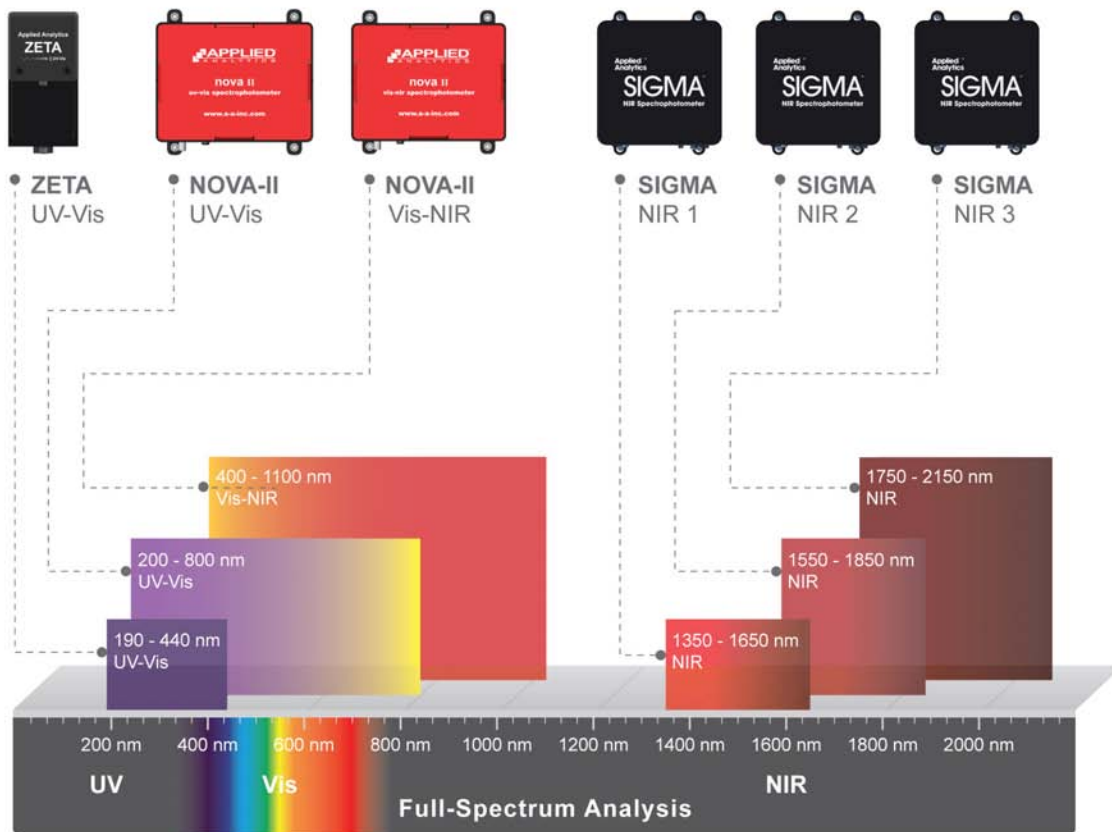 Applied Analytics
ZETA
APPLIED
ANALYTICS
nova II
uv-vis spectrophotometer
www.a-a-inc.com
APPLIED
ANALYTICS
nova II
vis-nir spectrophotometer
www.a-a-inc.com
Applied
Analytics
SIGMA
NIR Spectrophotometer
Applied
Analytics
SIGMA
NIR Spectrophotometer
Applied
Analytics
SIGMA
NIR Spectrophotometer
ZETA
UV-Vis
NOVA-II
UV-Vis
NOVA-II
Vis-NIR
SIGMA
NIR 1
SIGMA
NIR 2
SIGMA
NIR 3
400 - 1100 nm
Vis-NIR
1750 - 2150 nm
NIR
200 - 800 nm
UV-Vis
1550 - 1850 nm
NIR
190 - 440 nm
UV-Vis
1350 - 1650 nm
NIR
200 nm 400 nm 600 nm 800 nm 1000 nm 1200 nm 1400 nm 1600 nm 1800 nm 2000 nm
UV Vis NIR
Full-Spectrum Analysis